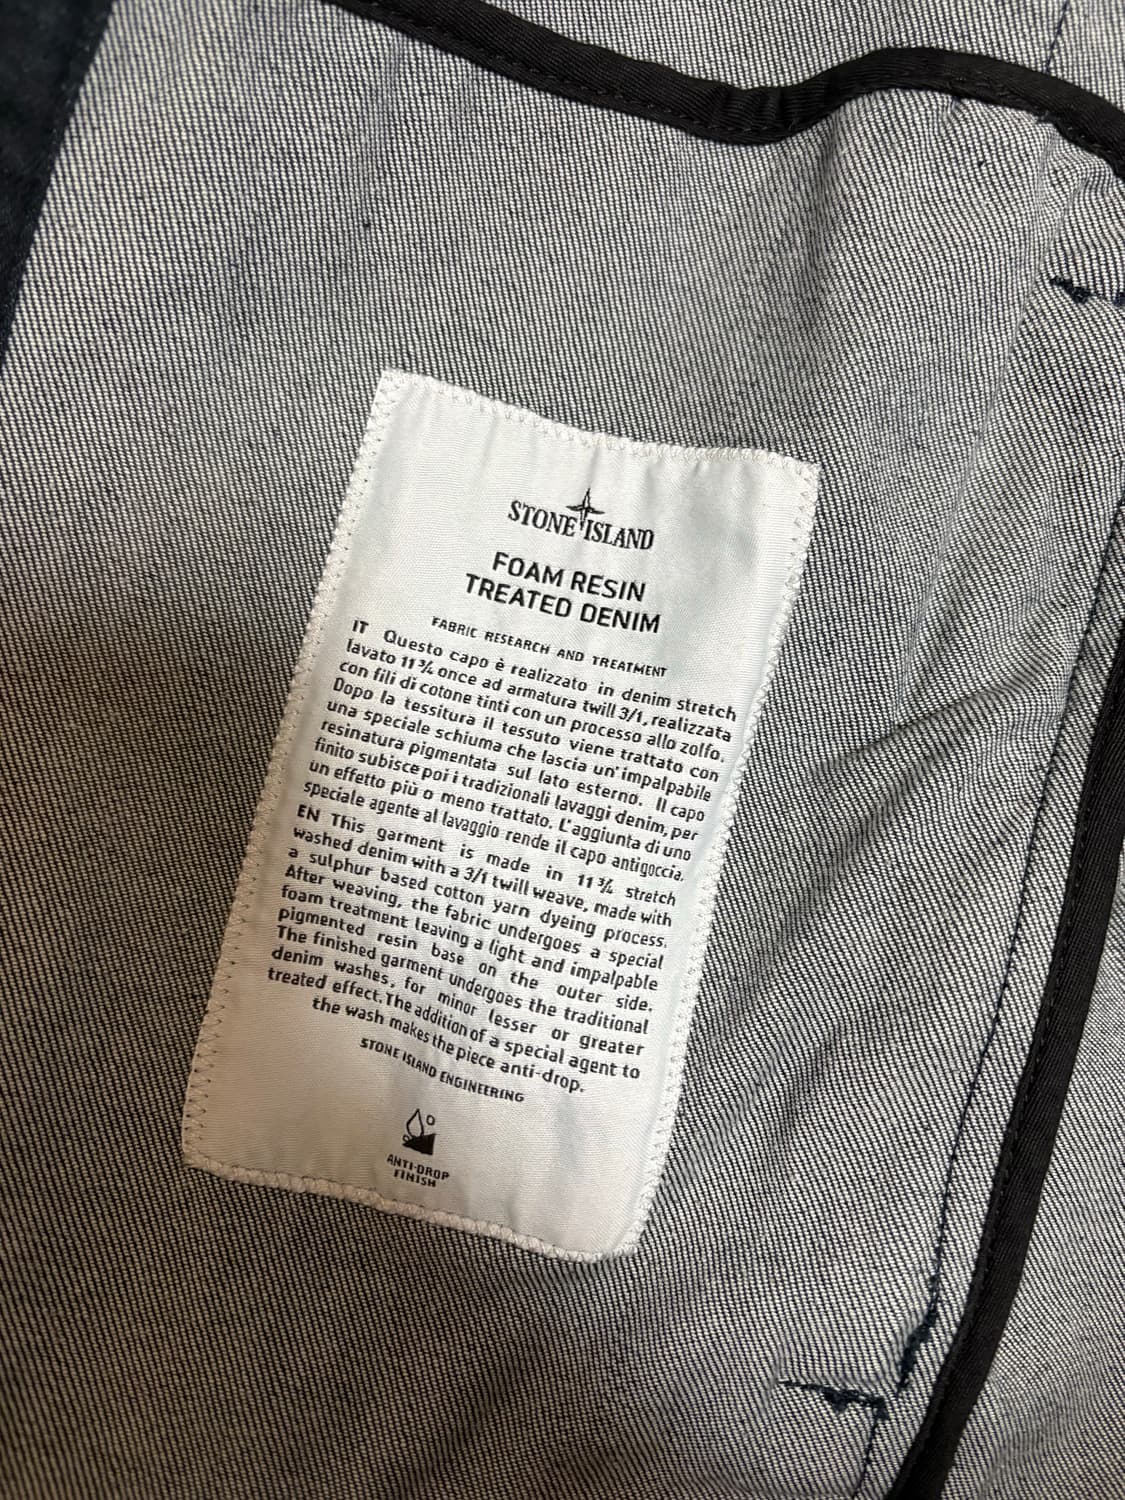 STONE ISLAND
FOAM RESIN
TREATED DENIM
FABRIC RESEARCH AND TREATMENT
IT Questo capo è realizzato in denim stretch
lavato 11 ¾ once ad armatura twill 3/1, realizzata
con fili di cotone tinti con un processo allo zolfo.
Dopo la tessitura il tessuto viene trattato con
una speciale schiuma che lascia un'impalpabile
resinatura pigmentata sul lato esterno. Il capo
finito subisce poi i tradizionali lavaggi denim, per
un effetto più o meno trattato. L'aggiunta di uno
speciale agente al lavaggio rende il capo antigoccia.
EN This garment is made in 11 ¾ stretch
washed denim with a 3/1 twill weave, made with
a sulphur based cotton yarn dyeing process.
After weaving, the fabric undergoes a special
foam treatment leaving a light and impalpable
pigmented resin base on the outer side.
The finished garment undergoes the traditional
denim washes, for minor lesser or greater
treated effect. The addition of a special agent to
the wash makes the piece anti-drop.
STONE ISLAND ENGINEERING
ANTI-DROP
FINISH